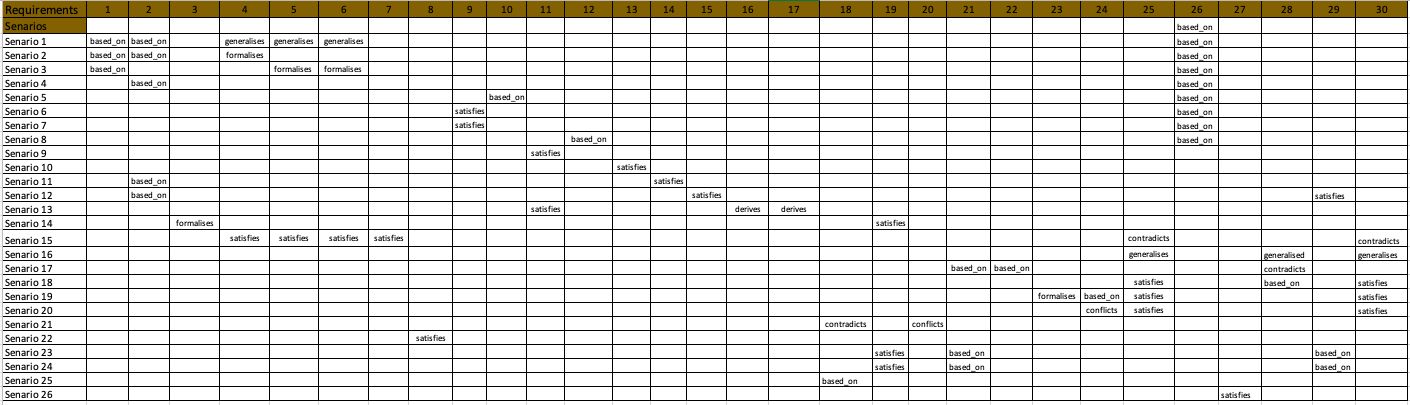 Requirements 1 2 3 4 5 6 7 8 9 10 11 12 13 14 15 16 17 18 19 20 21 22 23 24 25 26 27 28 29 30
Senarios based_on
Senario 1 based_on based_on generalises generalises generalises based_on
Senario 2 based_on based_on formalises based_on
Senario 3 based_on formalises formalises based_on
Senario 4 based_on based_on
Senario 5 based_on based_on
Senario 6 satisfies based_on
Senario 7 satisfies based_on
Senario 8 based_on based_on
Senario 9 satisfies
Senario 10 satisfies
Senario 11 based_on satisfies
Senario 12 based_on satisfies satisfies
Senario 13 satisfies derives derives
Senario 14 formalises satisfies
Senario 15 satisfies satisfies satisfies satisfies contradicts contradicts
Senario 16 generalises generalised generalises
Senario 17 based_on based_on contradicts
Senario 18 satisfies based_on satisfies
Senario 19 formalises based_on satisfies satisfies
Senario 20 conflicts satisfies satisfies
Senario 21 contradicts conflicts
Senario 22 satisfies
Senario 23 satisfies based_on based_on
Senario 24 satisfies based_on based_on
Senario 25 based_on
Senario 26 satisfies